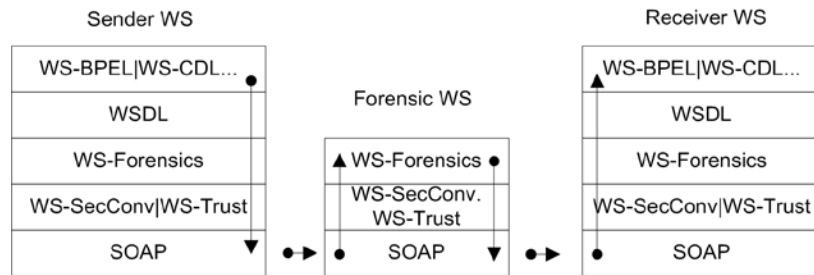 Sender WS
WS-BPEL|WS-CDL...
WSDL
WS-Forensics
WS-SecConv|WS-Trust
SOAP
Forensic WS
WS-Forensics
WS-SecConv.
WS-Trust
SOAP
Receiver WS
WS-BPEL|WS-CDL...
WSDL
WS-Forensics
WS-SecConv|WS-Trust
SOAP